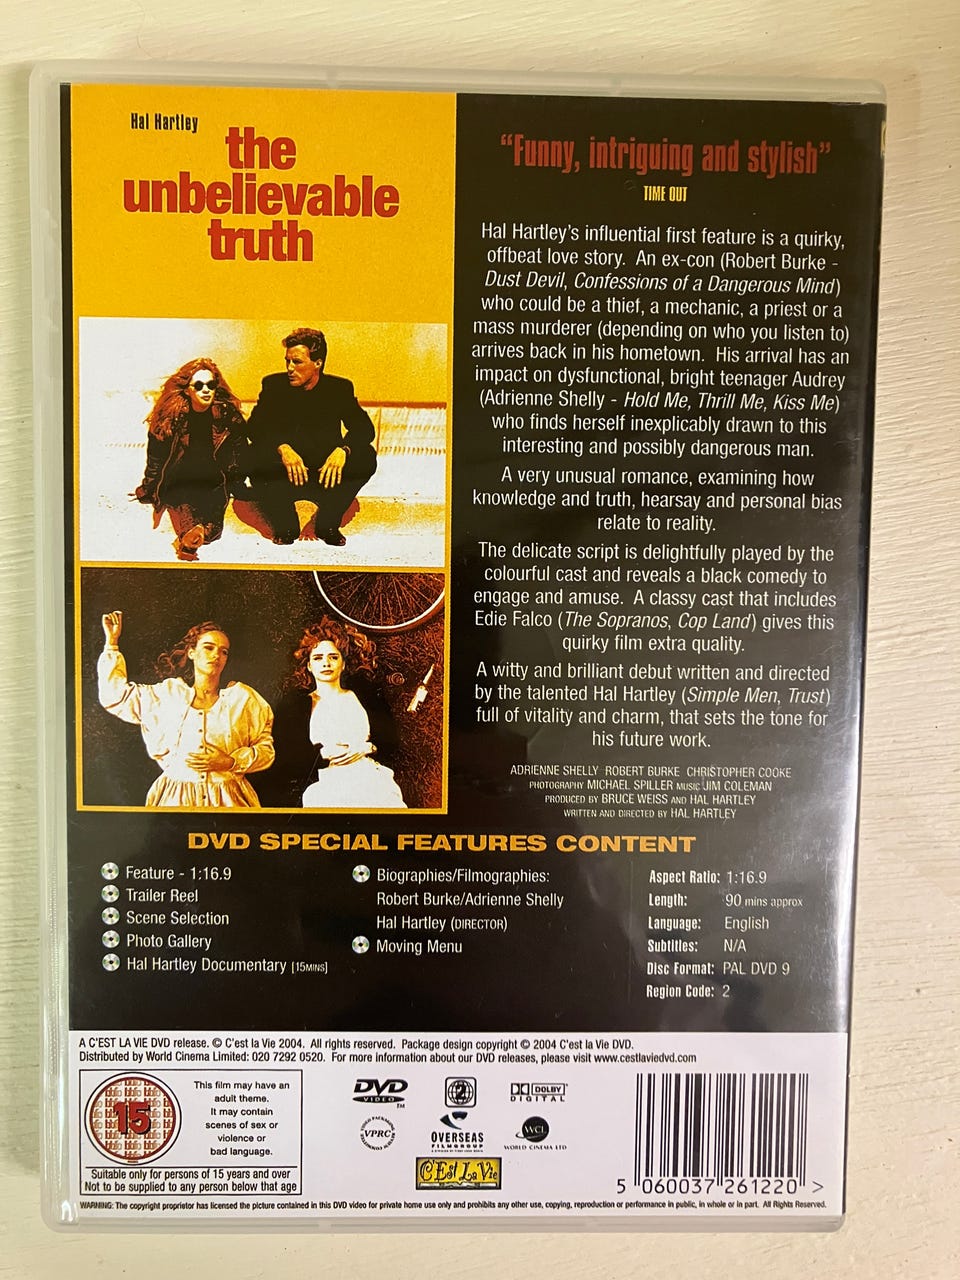 Hal Hartley
the
unbelievable
truth
“Funny, intriguing and stylish”
TIME OUT
Hal Hartley's influential first feature is a quirky,
offbeat love story. An ex-con (Robert Burke -
Dust Devil, Confessions of a Dangerous Mind)
who could be a thief, a mechanic, a priest or a
mass murderer (depending on who you listen to)
arrives back in his hometown. His arrival has an
impact on dysfunctional, bright teenager Audrey
(Adrienne Shelly - Hold Me, Thrill Me, Kiss Me)
who finds herself inexplicably drawn to this
interesting and possibly dangerous man.
A very unusual romance, examining how
knowledge and truth, hearsay and personal bias
relate to reality.
The delicate script is delightfully played by the
colourful cast and reveals a black comedy to
engage and amuse. A classy cast that includes
Edie Falco (The Sopranos, Cop Land) gives this
quirky film extra quality.
A witty and brilliant debut written and directed
by the talented Hal Hartley (Simple Men, Trust)
full of vitality and charm, that sets the tone for
his future work.
ADRIENNE SHELLY ROBERT BURKE CHRISTOPHER COOKE
PHOTOGRAPHY MICHAEL SPILLER MUSIC JIM COLEMAN
PRODUCED BY BRUCE WEISS AND HAL HARTLEY
WRITTEN AND DIRECTED BY HAL HARTLEY
DVD SPECIAL FEATURES CONTENT
Feature - 1:16.9
Trailer Reel
Scene Selection
Photo Gallery
Hal Hartley Documentary [15MINS]
Biographies/Filmographies:
Robert Burke/Adrienne Shelly
Hal Hartley (DIRECTOR)
Moving Menu
Aspect Ratio: 1:16.9
Length: 90 mins approx
Language: English
Subtitles: N/A
Disc Format: PAL DVD 9
Region Code: 2
A C'EST LA VIE DVD release. © C'est la Vie 2004. All rights reserved. Package design copyright © 2004 C'est la Vie DVD.
Distributed by World Cinema Limited: 020 7292 0520. For more information about our DVD releases, please visit www.cestlaviedvd.com
15
This film may have an
adult theme.
It may contain
scenes of sex or
violence or
bad language.
Suitable only for persons of 15 years and over
Not to be supplied to any person below that age
DVD
VIDEO
TM
2
DOLBY
DIGITAL
VPRC
OVERSEAS
FILMGROUP
WCL
WORLD CINEMA LTD
C'Est La Vie
5 060037 261220 >
WARNING: The copyright proprietor has licensed the picture contained in this DVD video for private home use only and prohibits any other use, copying, reproduction or performance in public, in whole or in part. All Rights Reserved.